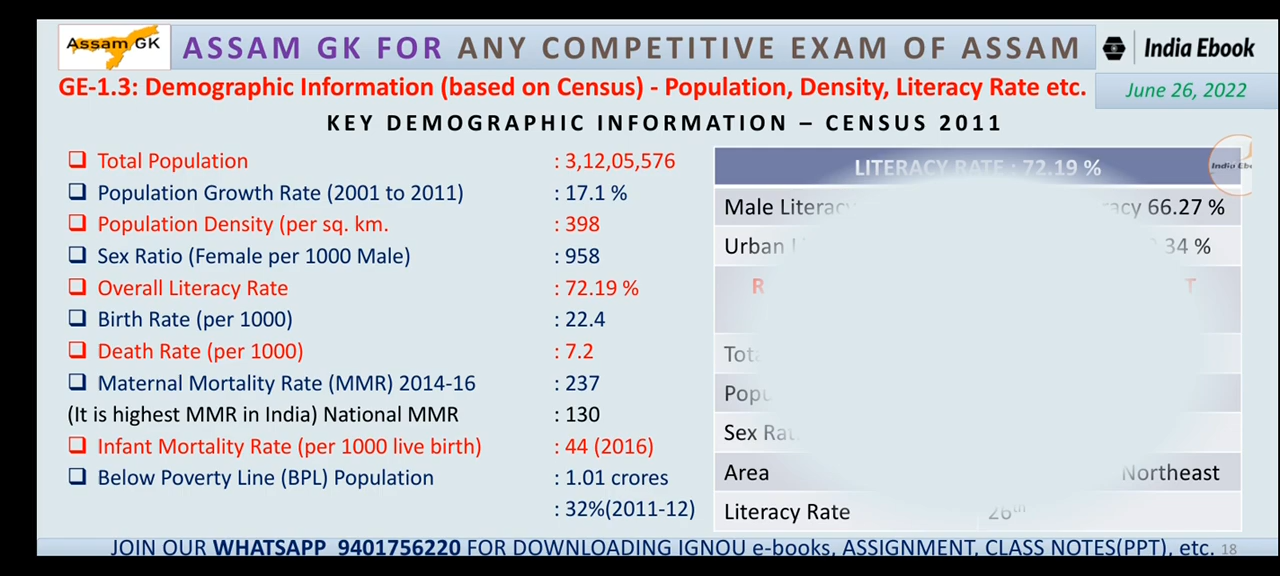 Assam GK
ASSAM GK FOR ANY COMPETITIVE EXAM OF ASSAM
India Ebook
GE-1.3: Demographic Information (based on Census) - Population, Density, Literacy Rate etc.
June 26, 2022
KEY DEMOGRAPHIC INFORMATION – CENSUS 2011
Total Population : 3,12,05,576
Population Growth Rate (2001 to 2011) : 17.1 %
Population Density (per sq. km. : 398
Sex Ratio (Female per 1000 Male) : 958
Overall Literacy Rate : 72.19 %
Birth Rate (per 1000) : 22.4
Death Rate (per 1000) : 7.2
Maternal Mortality Rate (MMR) 2014-16 : 237
(It is highest MMR in India) National MMR : 130
Infant Mortality Rate (per 1000 live birth) : 44 (2016)
Below Poverty Line (BPL) Population : 1.01 crores
: 32%(2011-12)
LITERACY RATE : 72.19 %
Male Literacy 66.27 %
Urban 34 %
Sex
Area Northeast
Literacy Rate 26th
JOIN OUR WHATSAPP 9401756220 FOR DOWNLOADING IGNOU e-books, ASSIGNMENT, CLASS NOTES(PPT), etc. 18